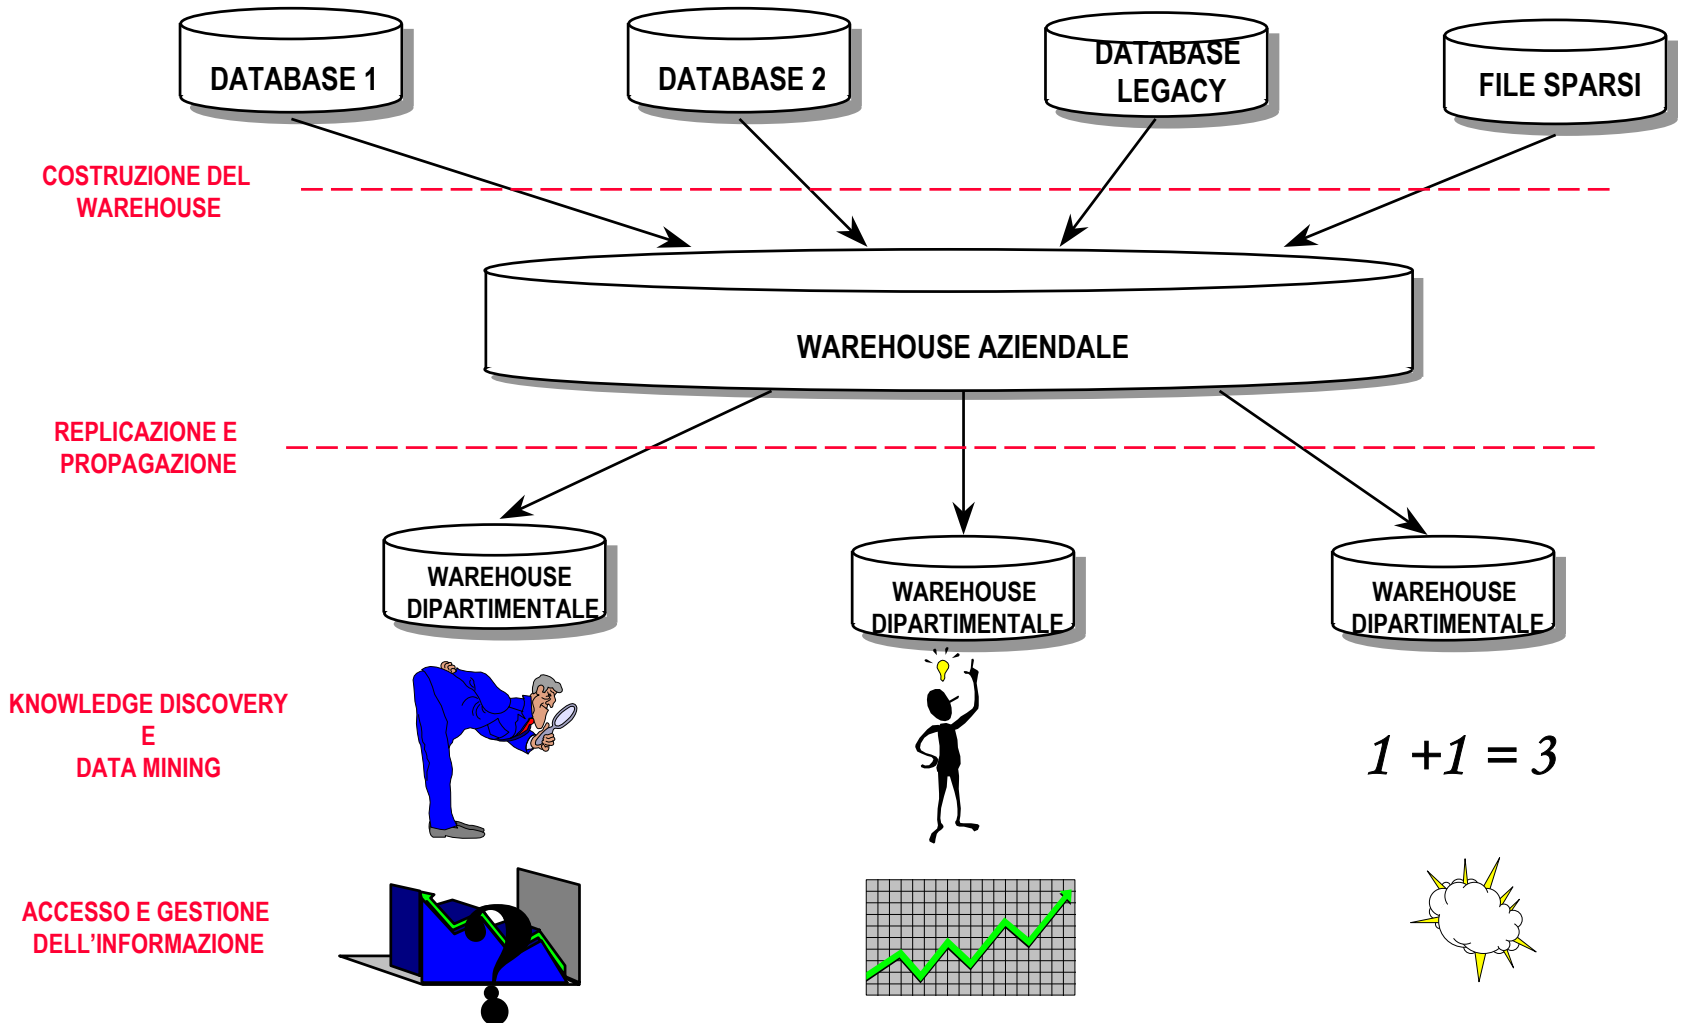 DATABASE 1
DATABASE 2
DATABASE
LEGACY
FILE SPARSI
COSTRUZIONE DEL
WAREHOUSE
WAREHOUSE AZIENDALE
REPLICAZIONE E
PROPAGAZIONE
WAREHOUSE
DIPARTIMENTALE
WAREHOUSE
DIPARTIMENTALE
WAREHOUSE
DIPARTIMENTALE
KNOWLEDGE DISCOVERY
E
DATA MINING
1 +1 = 3
ACCESSO E GESTIONE
DELL’INFORMAZIONE